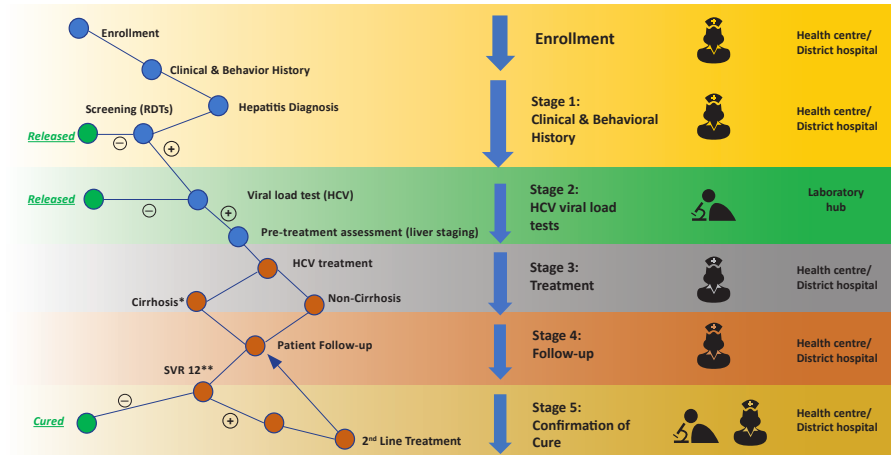 Enrollment
Clinical & Behavior History
Hepatitis Diagnosis
Screening (RDTs)
Released
−
+
Released
−
Viral load test (HCV)
+
Pre-treatment assessment (liver staging)
HCV treatment
Cirrhosis*
Non-Cirrhosis
Patient Follow-up
SVR 12**
−
Cured
+
2nd Line Treatment
Enrollment
Health centre/
District hospital
Stage 1:
Clinical & Behavioral
History
Health centre/
District hospital
Stage 2:
HCV viral load
tests
Laboratory
hub
Stage 3:
Treatment
Health centre/
District hospital
Stage 4:
Follow-up
Health centre/
District hospital
Stage 5:
Confirmation of
Cure
Health centre/
District hospital